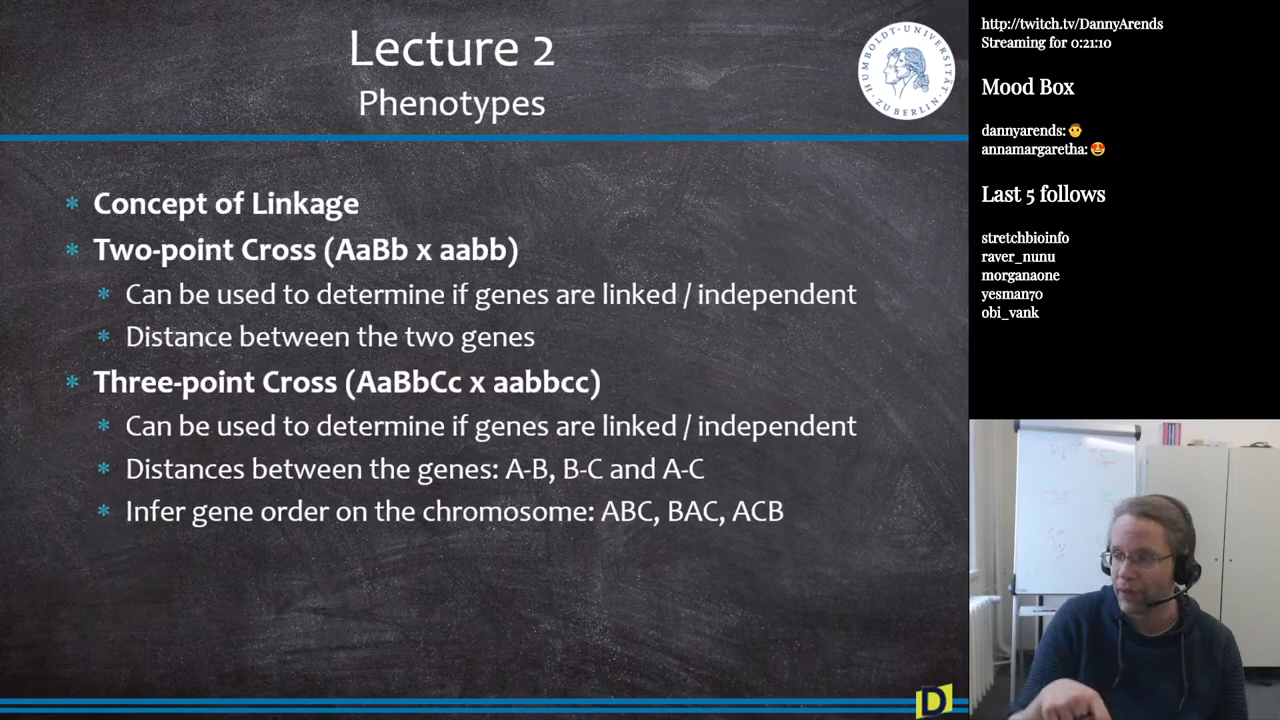 Lecture 2
Phenotypes
HUMBOLDT-UNIVERSITÄT ZU BERLIN
* Concept of Linkage
* Two-point Cross (AaBb x aabb)
* Can be used to determine if genes are linked / independent
* Distance between the two genes
* Three-point Cross (AaBbCc x aabbcc)
* Can be used to determine if genes are linked / independent
* Distances between the genes: A-B, B-C and A-C
* Infer gene order on the chromosome: ABC, BAC, ACB
D
http://twitch.tv/DannyArends
Streaming for 0:21:10
Mood Box
dannyarends:
annamargaretha:
Last 5 follows
stretchbioinfo
raver_nunu
morganaone
yesman70
obi_vank